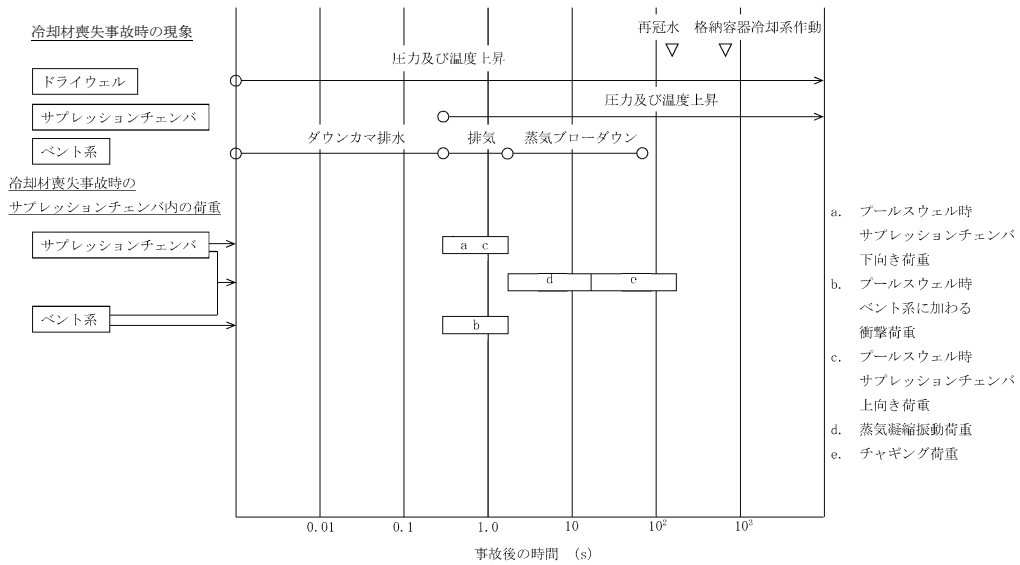 冷却材喪失事故時の現象
再冠水　格納容器冷却系作動
ドライウェル
圧力及び温度上昇
サプレッションチェンバ
圧力及び温度上昇
ベント系
ダウンカマ排水
排気
蒸気ブローダウン
冷却材喪失事故時の
サプレッションチェンバ内の荷重
サプレッションチェンバ
a c
d
e
ベント系
b
a. プールスウェル時
サプレッションチェンバ
下向き荷重
b. プールスウェル時
ベント系に加わる
衝撃荷重
c. プールスウェル時
サプレッションチェンバ
上向き荷重
d. 蒸気凝縮振動荷重
e. チャギング荷重
0.01 0.1 1.0 10 10² 10³
事故後の時間 (s)